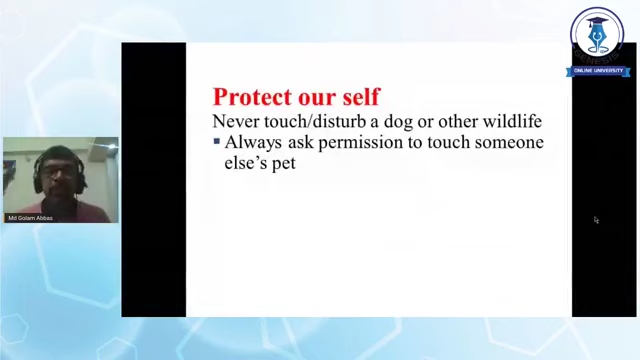 GENESIS
ONLINE UNIVERSITY
Protect our self
Never touch/disturb a dog or other wildlife
Always ask permission to touch someone
else's pet
Md Golam Abbas